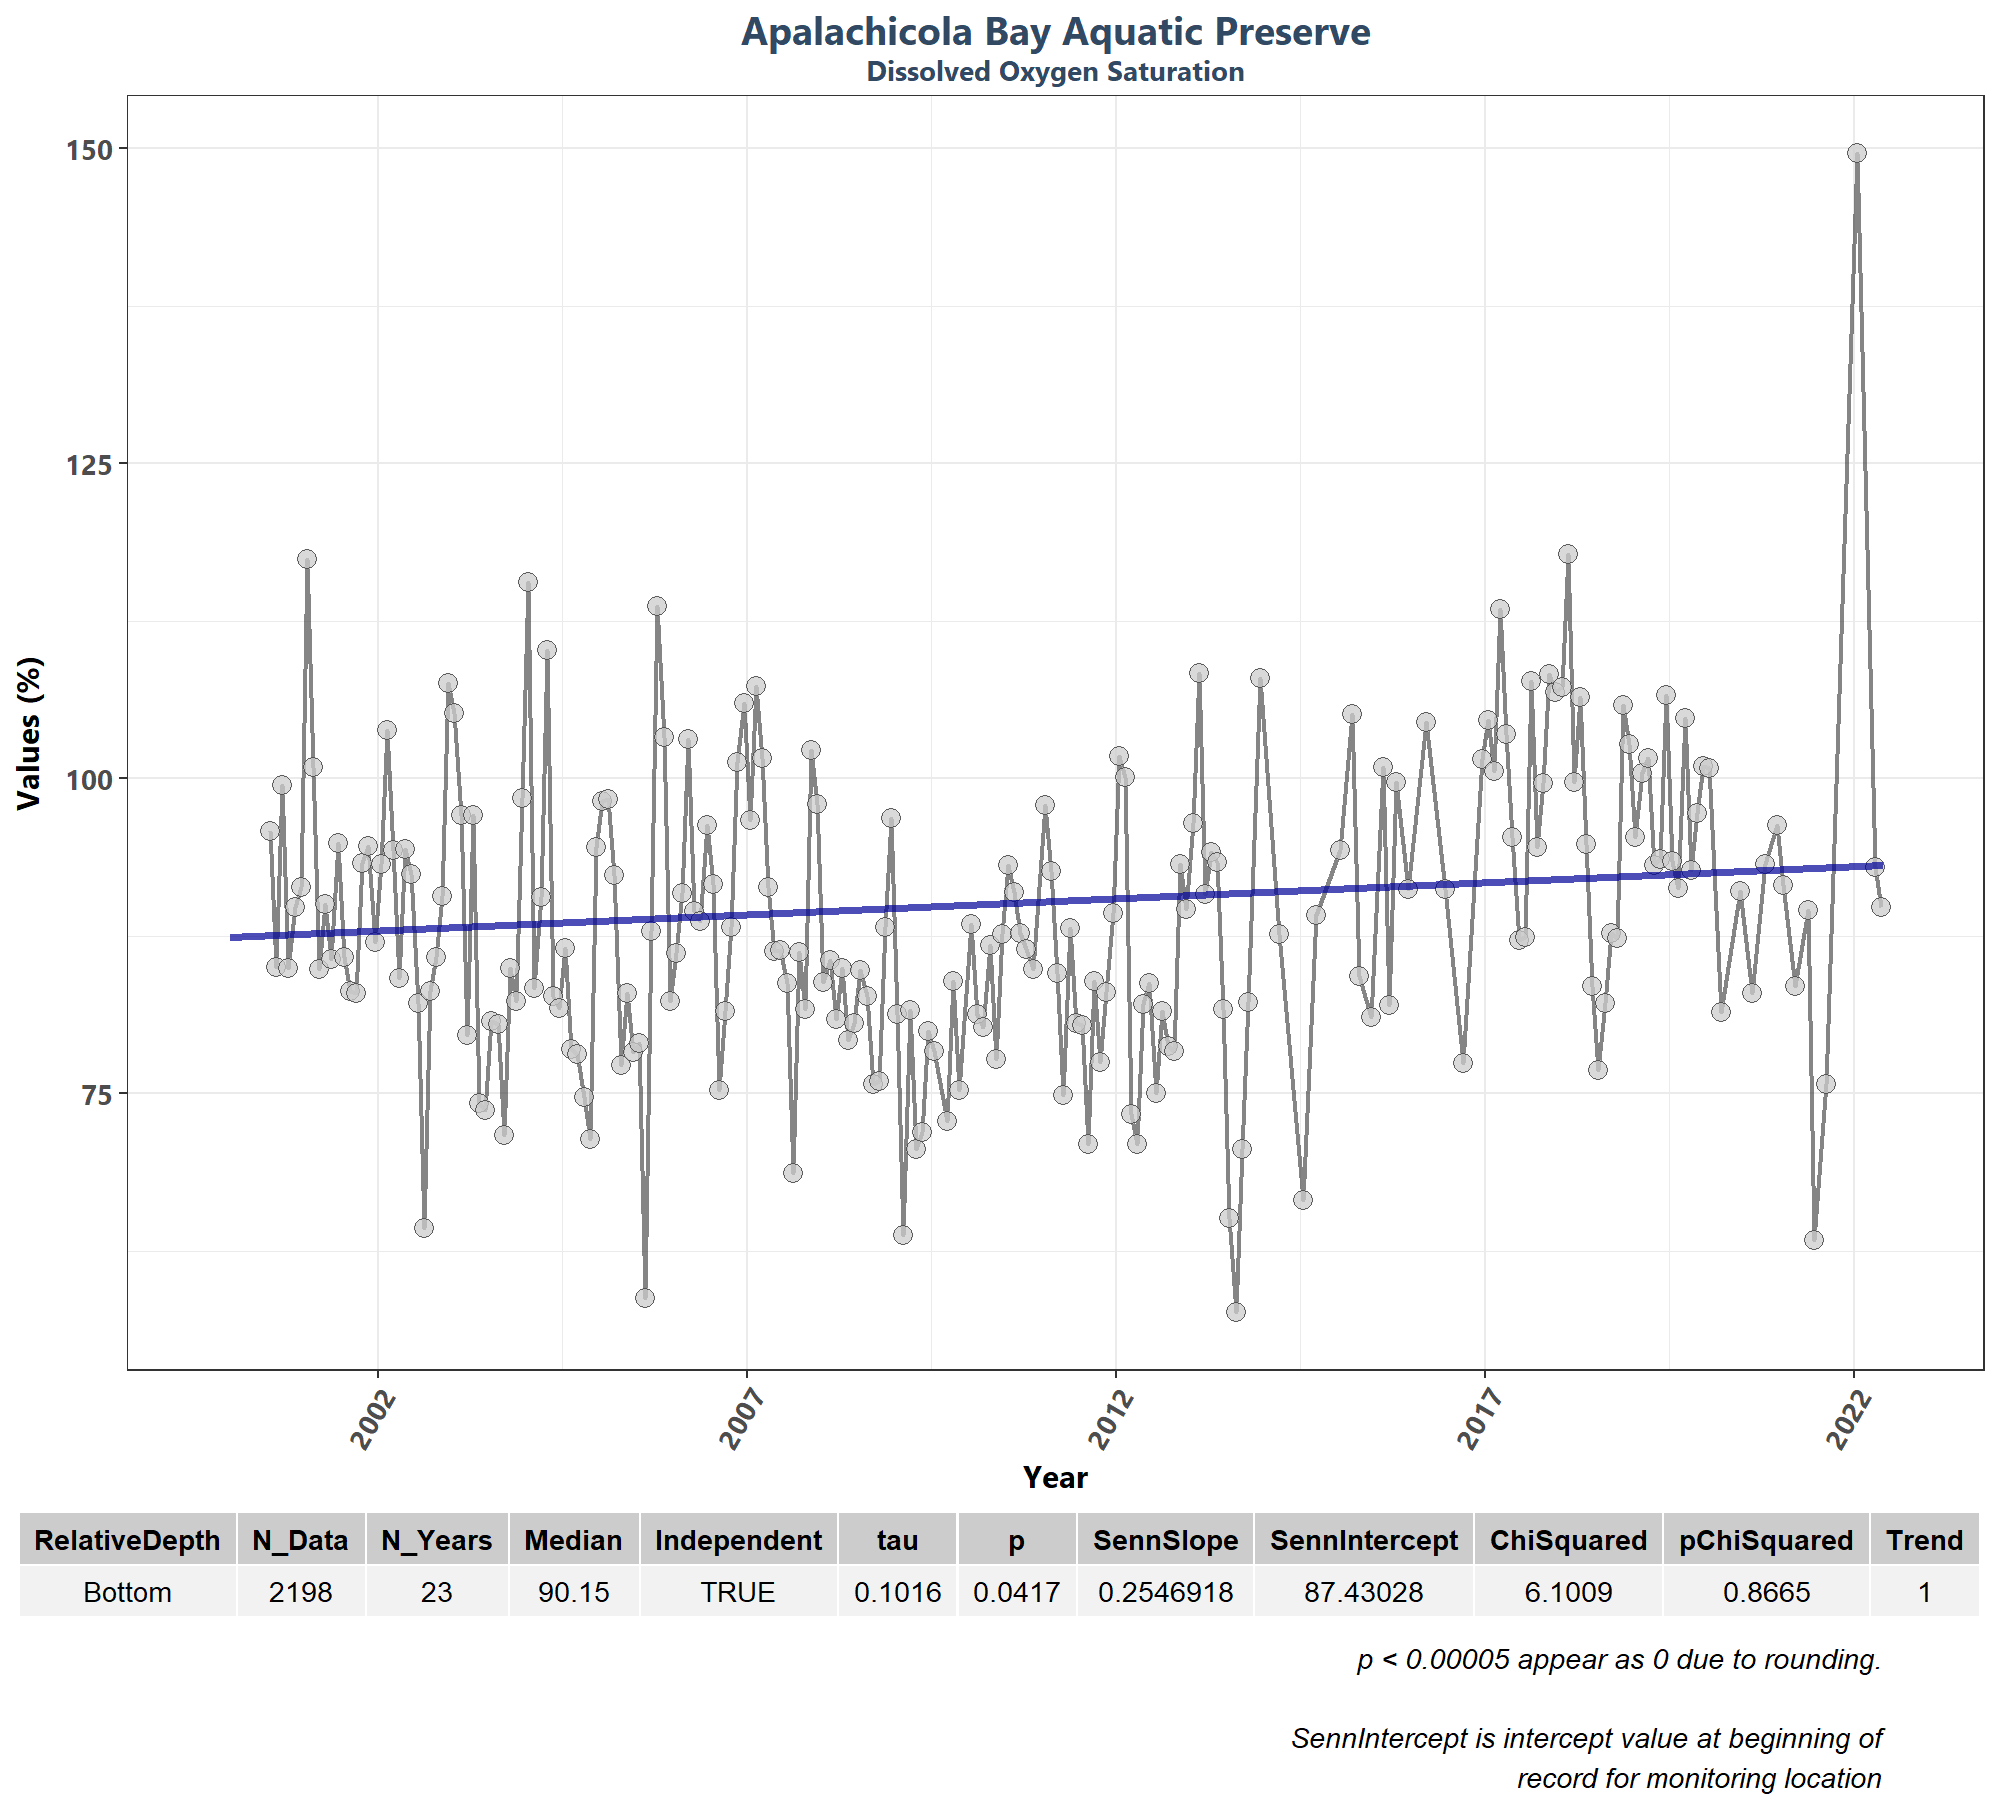 Apalachicola Bay Aquatic Preserve
Dissolved Oxygen Saturation
150
125
100
75
Values (%)
2002 2007 2012 2017 2022
Year
RelativeDepth N_Data N_Years Median Independent tau p SennSlope SennIntercept ChiSquared pChiSquared Trend
Bottom 2198 23 90.15 TRUE 0.1016 0.0417 0.2546918 87.43028 6.1009 0.8665 1
p < 0.00005 appear as 0 due to rounding.
SennIntercept is intercept value at beginning of
record for monitoring location